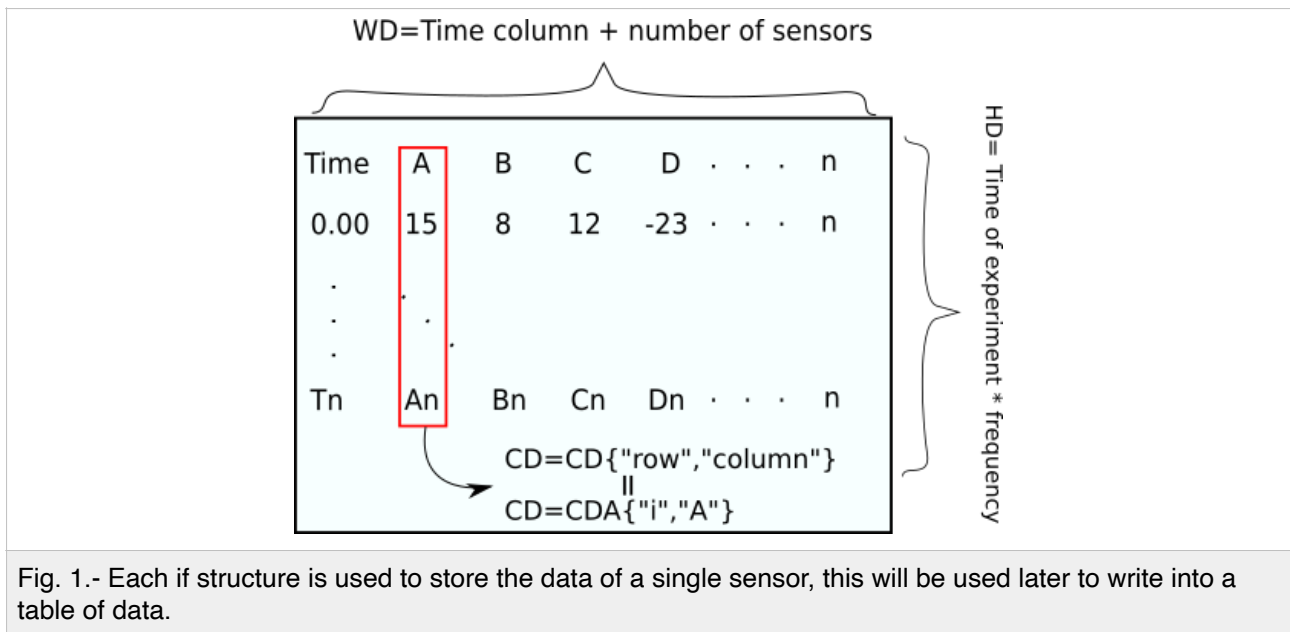 WD=Time column + number of sensors
HD= Time of experiment * frequency
Time A B C D . . . n
0.00 15 8 12 -23 . . . n
. .
. .
. .
Tn An Bn Cn Dn . . . n
CD=CD{"row","column"}
=
CD=CDA{"i","A"}
Fig. 1.- Each if structure is used to store the data of a single sensor, this will be used later to write into a
table of data.